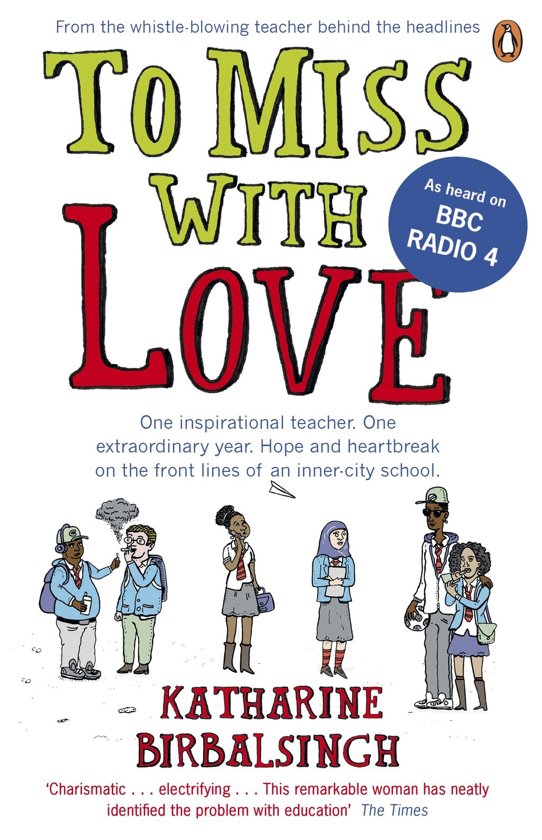 From the whistle-blowing teacher behind the headlines
TO MISS
WITH
LOVE
As heard on
BBC
RADIO 4
One inspirational teacher. One
extraordinary year. Hope and heartbreak
on the front lines of an inner-city school.
KATHARINE
BIRBALSINGH
‘Charismatic . . . electrifying . . . This remarkable woman has neatly
identified the problem with education’ The Times